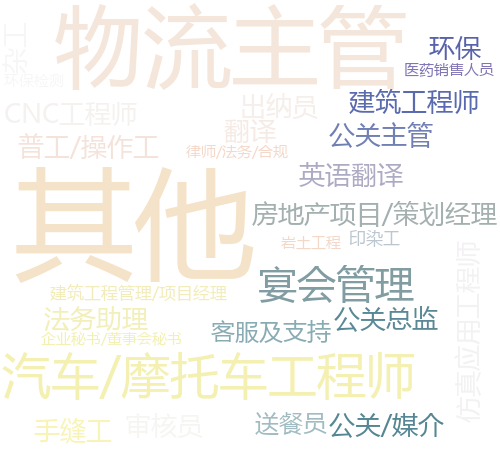 物流主管
杂工
环保
环保检测
医药销售人员
CNC工程师
出纳员
建筑工程师
翻译
公关主管
普工/操作工
律师/法务/合规
英语翻译
其他
房地产项目/策划经理
岩土工程
印染工
仿真应用工程师
宴会管理
建筑工程管理/项目经理
法务助理
客服及支持
公关总监
企业秘书/董事会秘书
汽车/摩托车工程师
手缝工
审核员
送餐员
公关/媒介